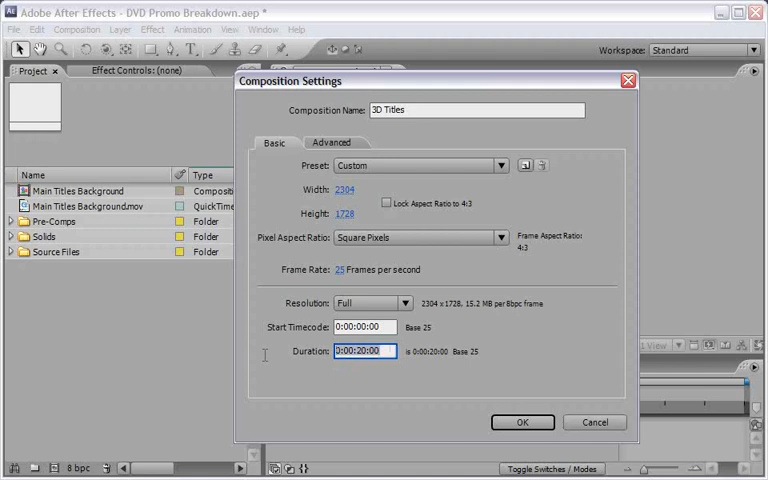 Adobe After Effects - DVD Promo Breakdown.aep *
File Edit Composition Layer Effect Animation View Window Help
Workspace: Standard
Project Effect Controls: (none)
Composition Settings
Composition Name: 3D Titles
Basic Advanced
Preset: Custom
Name Type
Width: 2304
Main Titles Background Compositi
Lock Aspect Ratio to 4:3
Main Titles Background.mov QuickTime
Height: 1728
Pre-Comps Folder
Solids Folder
Pixel Aspect Ratio: Square Pixels
Frame Aspect Ratio:
4:3
Source Files Folder
Frame Rate: 25 Frames per second
Resolution: Full 2304 x 1728, 15.2 MB per 8bpc frame
Start Timecode: 0:00:00:00 Base 25
1 View
Duration: 0:00:20:00 is 0:00:20:00 Base 25
OK Cancel
8 bpc
Toggle Switches / Modes